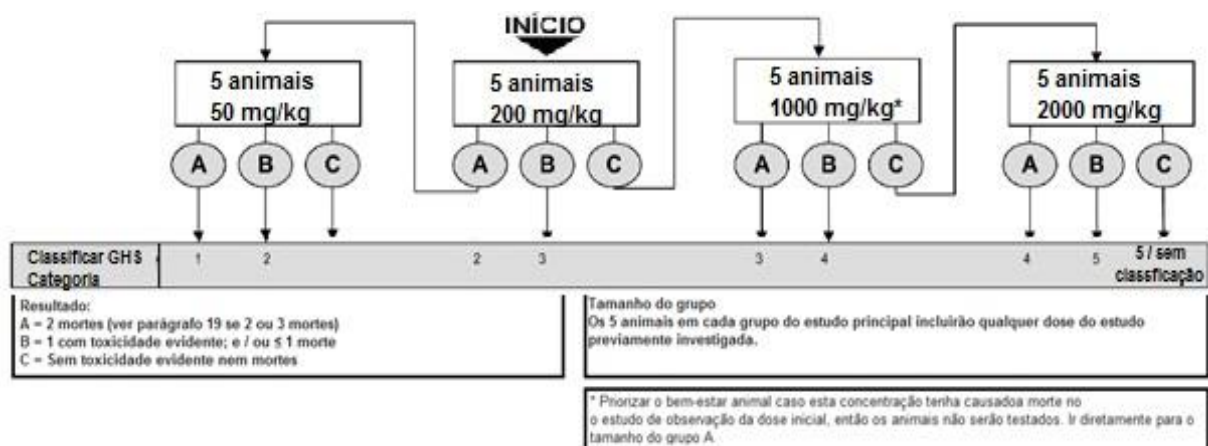 INÍCIO
5 animais
50 mg/kg
5 animais
200 mg/kg
5 animais
1000 mg/kg*
5 animais
2000 mg/kg
A B C A B C A B C A B C
Classificar GHS 1 2 2 3 3 4 4 5 5 / sem
Categoria classficação
Resultado:
A = 2 mortes (ver parágrafo 19 se 2 ou 3 mortes)
B = 1 com toxicidade evidente; e / ou ≤ 1 morte
C = Sem toxicidade evidente nem mortes
Tamanho do grupo
Os 5 animais em cada grupo do estudo principal incluirão qualquer dose do estudo
previamente investigada.
* Priorizar o bem-estar animal caso esta concentração tenha causadoa morte no
o estudo de observação da dose inicial, então os animais não serão testados. Ir diretamente para o
tamanho do grupo A